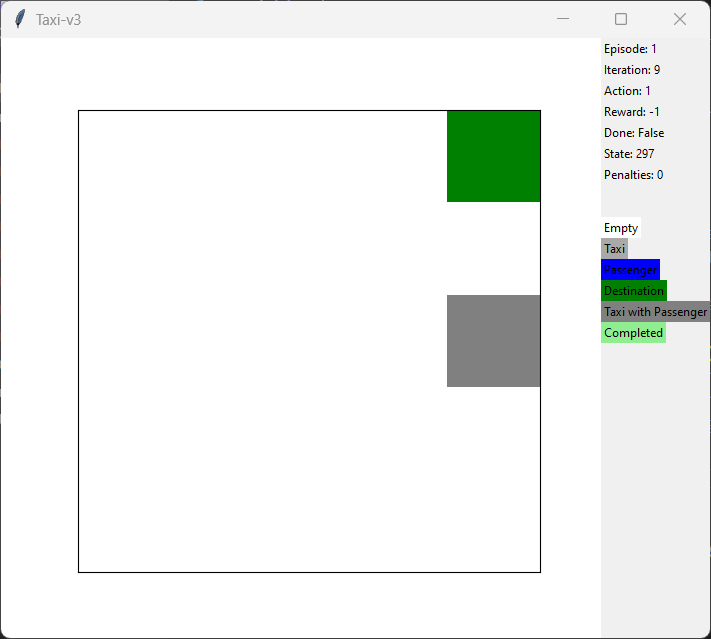 Taxi-v3
Episode: 1
Iteration: 9
Action: 1
Reward: -1
Done: False
State: 297
Penalties: 0
Empty
Taxi
Passenger
Destination
Taxi with Passenger
Completed